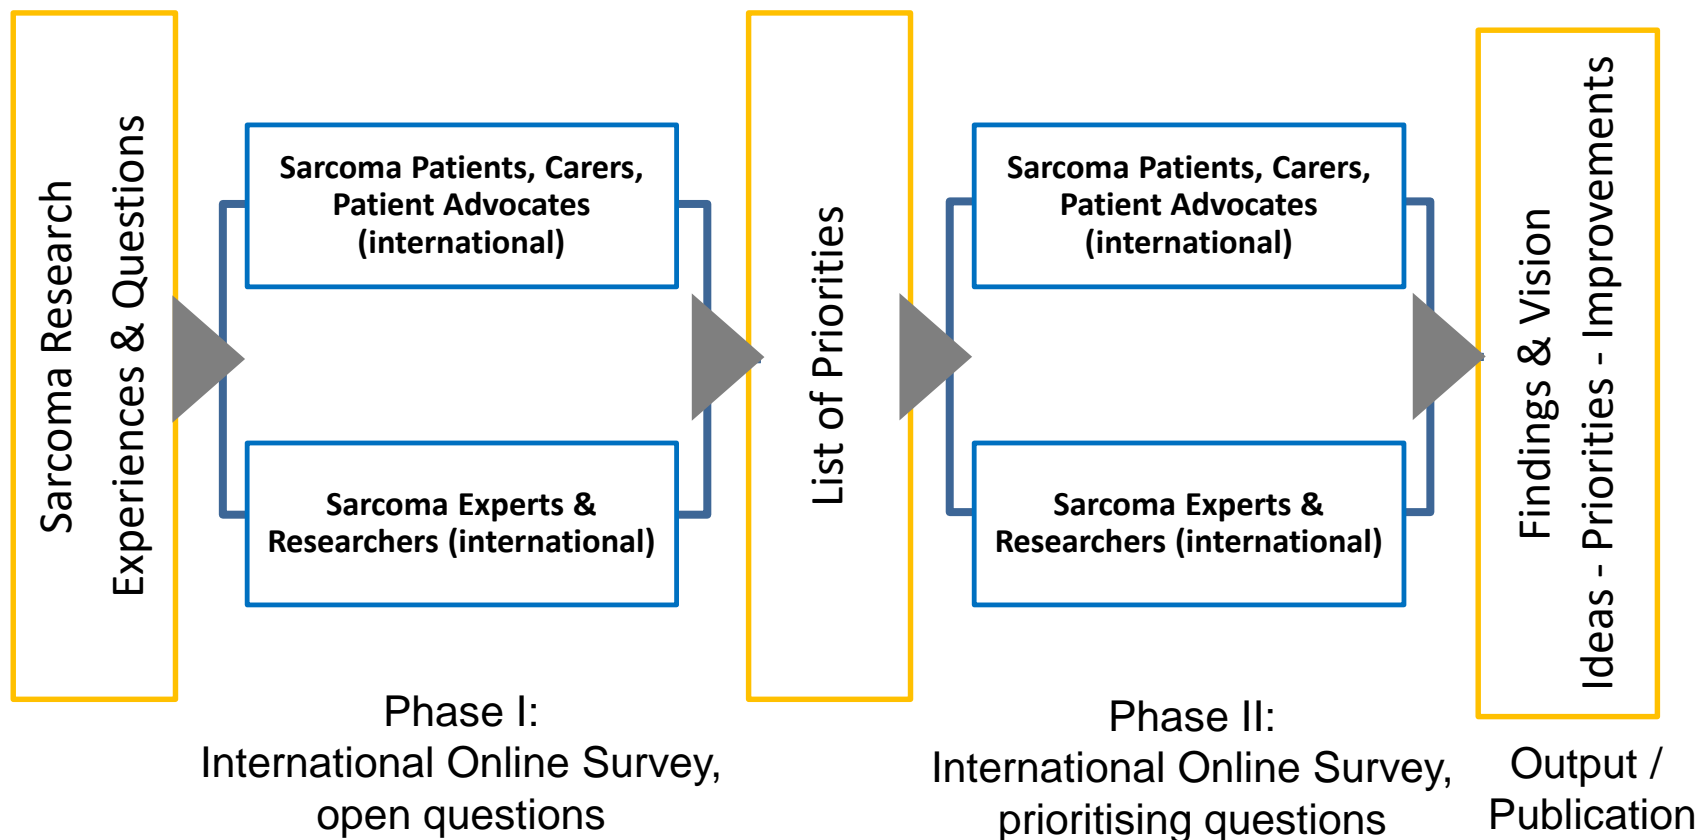 Sarcoma Research
Experiences & Questions
Sarcoma Patients, Carers,
Patient Advocates
(international)
Sarcoma Experts &
Researchers (international)
Phase I:
International Online Survey,
open questions
List of Priorities
Sarcoma Patients, Carers,
Patient Advocates
(international)
Sarcoma Experts &
Researchers (international)
Phase II:
International Online Survey,
prioritising questions
Findings & Vision
Ideas - Priorities - Improvements
Output /
Publication